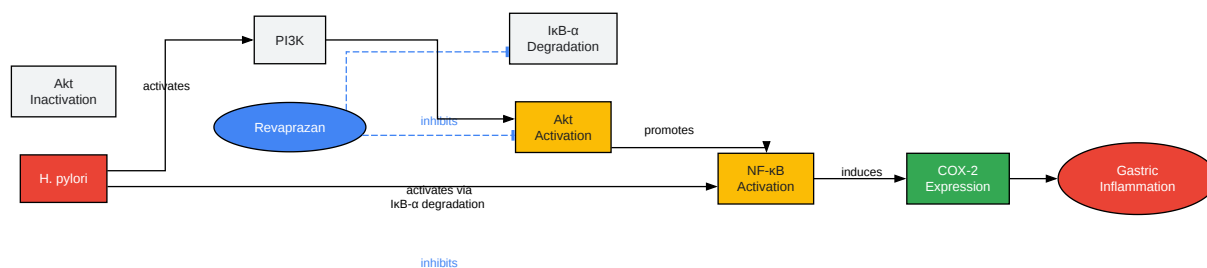 PI3K
IκB-α
Degradation
Akt
Inactivation
activates
Revaprazan
inhibits
Akt
Activation
promotes
H. pylori
activates via
IκB-α degradation
NF-κB
Activation
induces
COX-2
Expression
Gastric
Inflammation
inhibits